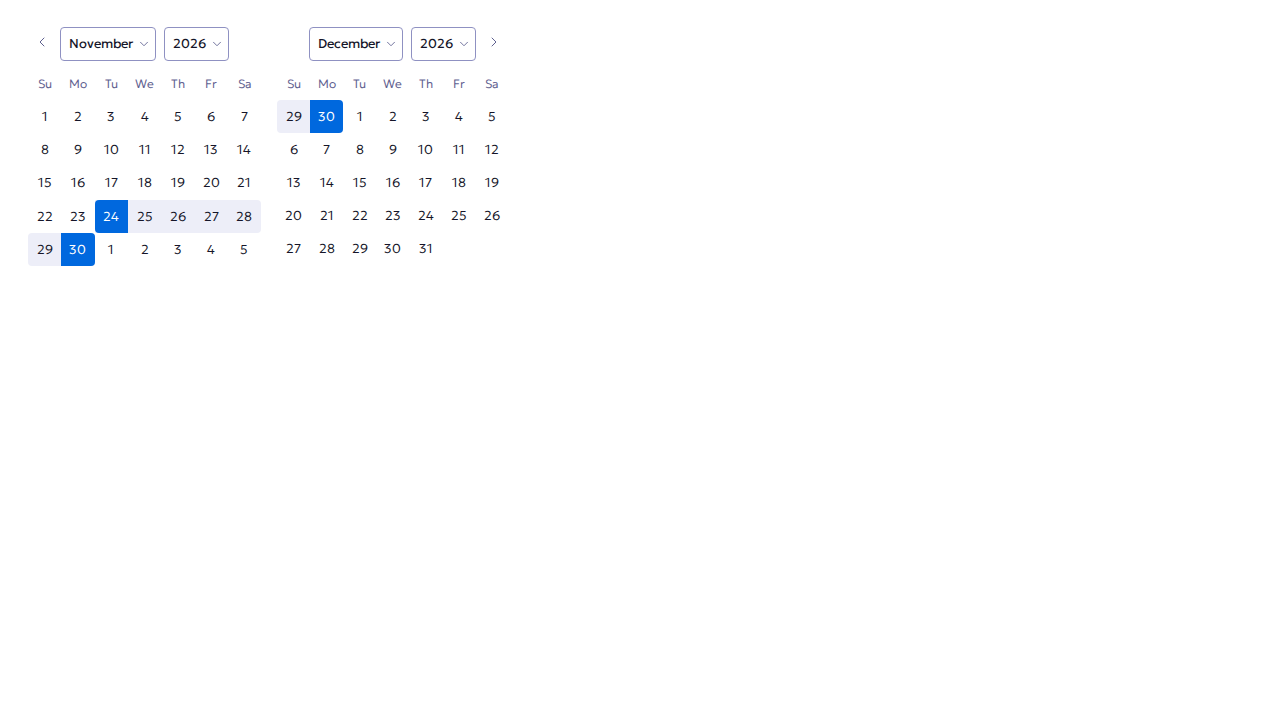 November 2026
Su Mo Tu We Th Fr Sa
1 2 3 4 5 6 7
8 9 10 11 12 13 14
15 16 17 18 19 20 21
22 23 24 25 26 27 28
29 30 1 2 3 4 5
December 2026
Su Mo Tu We Th Fr Sa
29 30 1 2 3 4 5
6 7 8 9 10 11 12
13 14 15 16 17 18 19
20 21 22 23 24 25 26
27 28 29 30 31